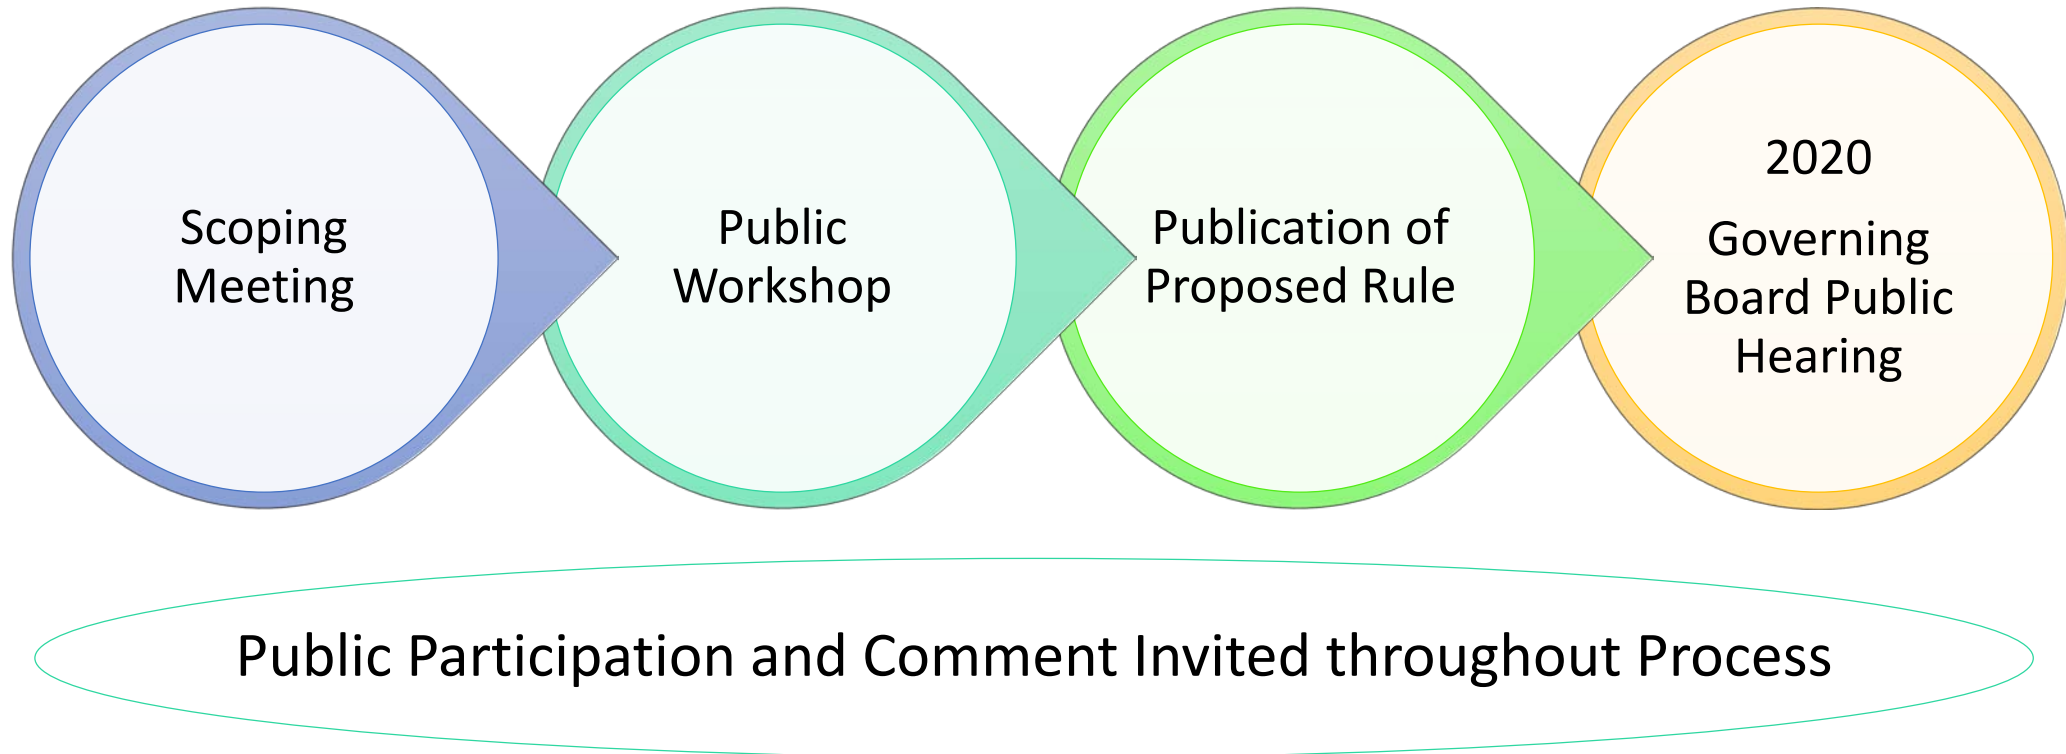 Scoping
Meeting
Public
Workshop
Publication of
Proposed Rule
2020
Governing
Board Public
Hearing
Public Participation and Comment Invited throughout Process